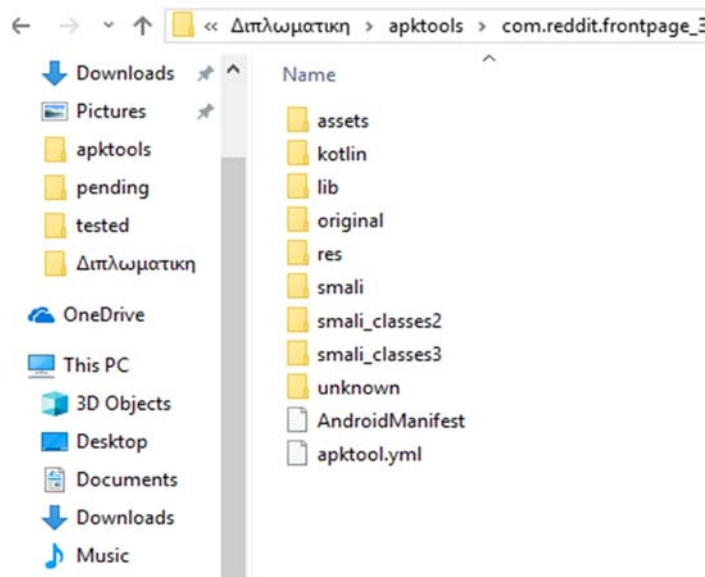 « Διπλωματικη > apktools > com.reddit.frontpage_3
Downloads
Pictures
apktools
pending
tested
Διπλωματικη
OneDrive
This PC
3D Objects
Desktop
Documents
Downloads
Music
Name
assets
kotlin
lib
original
res
smali
smali_classes2
smali_classes3
unknown
AndroidManifest
apktool.yml